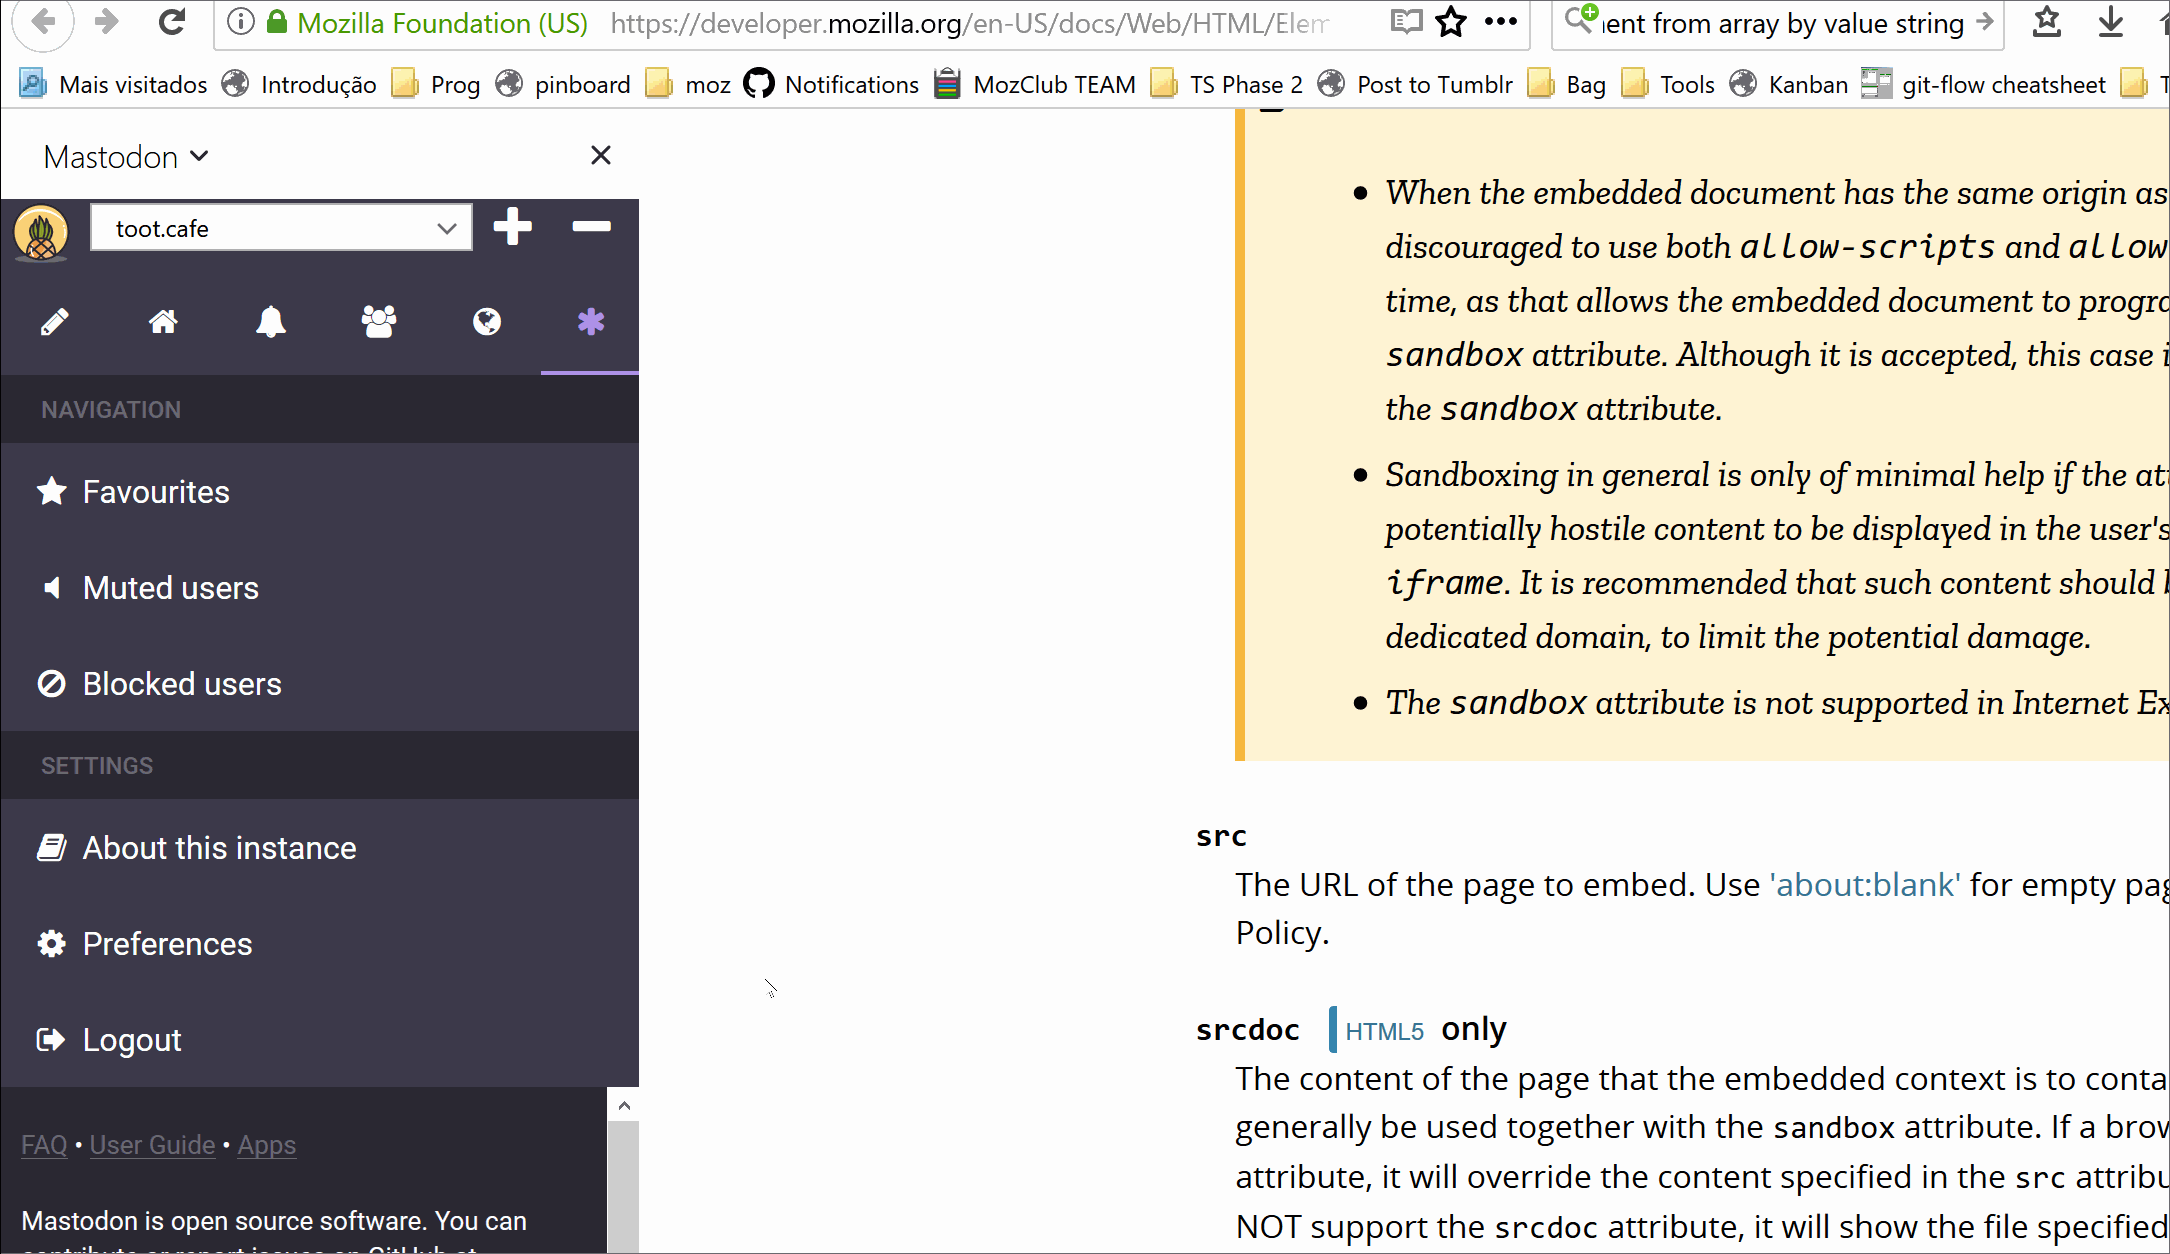 Mozilla Foundation (US) https://developer.mozilla.org/en-US/docs/Web/HTML/Elem
ent from array by value string
Mais visitados Introdução Prog pinboard moz Notifications MozClub TEAM TS Phase 2 Post to Tumblr Bag Tools Kanban git-flow cheatsheet T
Mastodon
toot.cafe
NAVIGATION
Favourites
Muted users
Blocked users
SETTINGS
About this instance
Preferences
Logout
FAQ • User Guide • Apps
Mastodon is open source software. You can
contribute or report issues on GitHub at
• When the embedded document has the same origin as
discouraged to use both allow-scripts and allow
time, as that allows the embedded document to progra
sandbox attribute. Although it is accepted, this case i
the sandbox attribute.
• Sandboxing in general is only of minimal help if the att
potentially hostile content to be displayed in the user's
iframe. It is recommended that such content should b
dedicated domain, to limit the potential damage.
• The sandbox attribute is not supported in Internet Ex
src
The URL of the page to embed. Use 'about:blank' for empty pag
Policy.
srcdoc HTML5 only
The content of the page that the embedded context is to conta
generally be used together with the sandbox attribute. If a brow
attribute, it will override the content specified in the src attribu
NOT support the srcdoc attribute, it will show the file specified